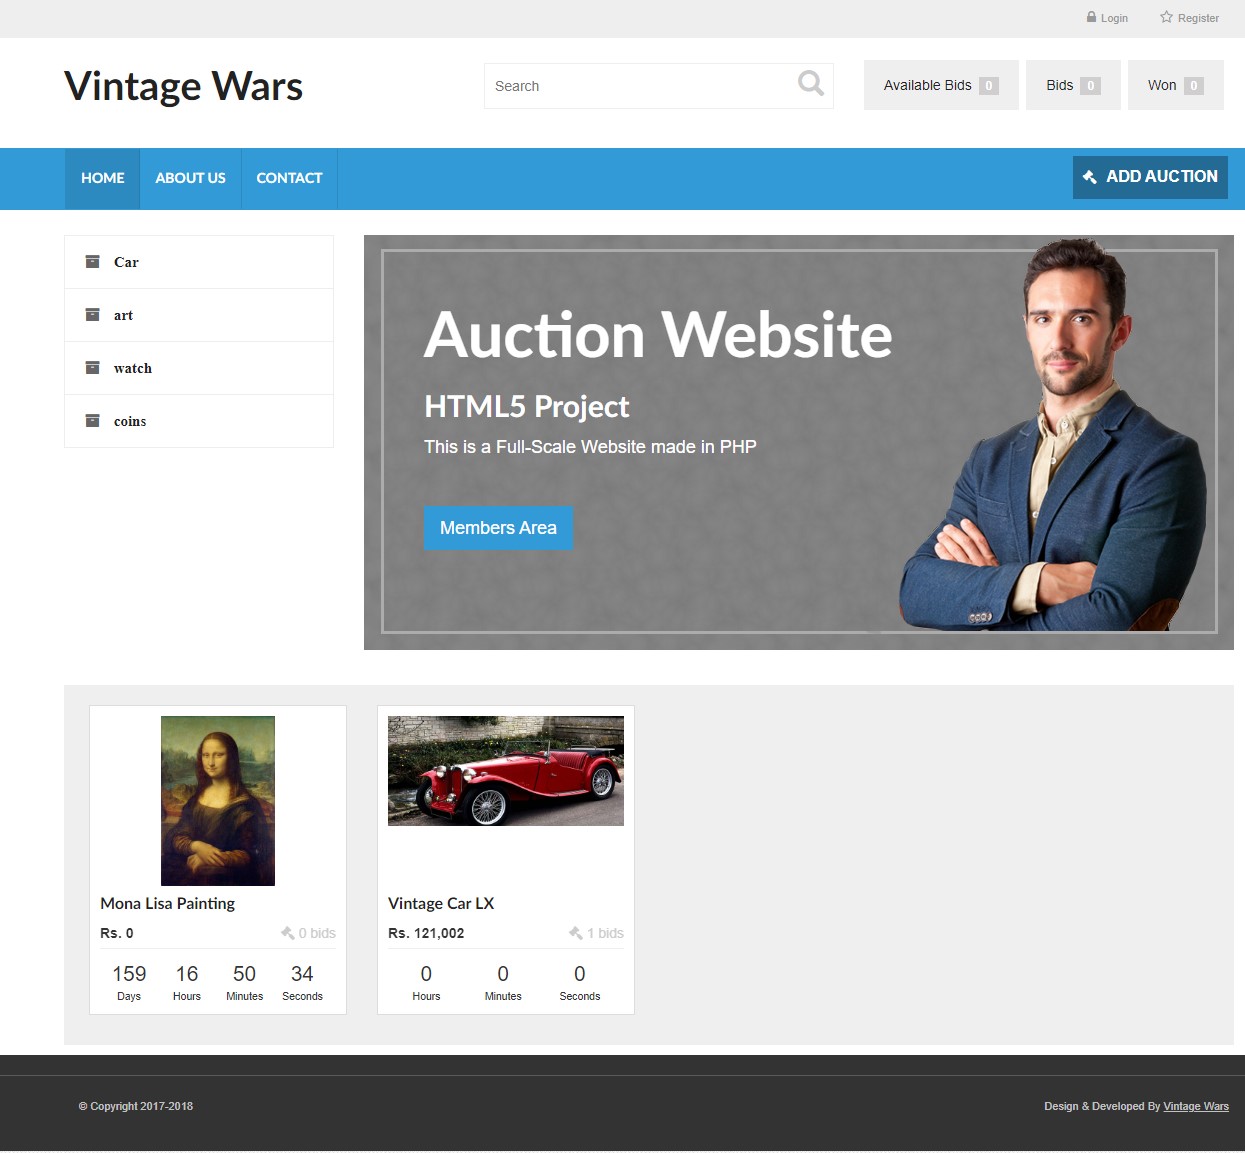 Login Register
Vintage Wars
Search
Available Bids 0
Bids 0
Won 0
HOME ABOUT US CONTACT
ADD AUCTION
Car
art
watch
coins
Auction Website
HTML5 Project
This is a Full-Scale Website made in PHP
Members Area
Mona Lisa Painting
Rs. 0 0 bids
159 16 50 34
Days Hours Minutes Seconds
Vintage Car LX
Rs. 121,002 1 bids
0 0 0
Hours Minutes Seconds
© Copyright 2017-2018
Design & Developed By Vintage Wars